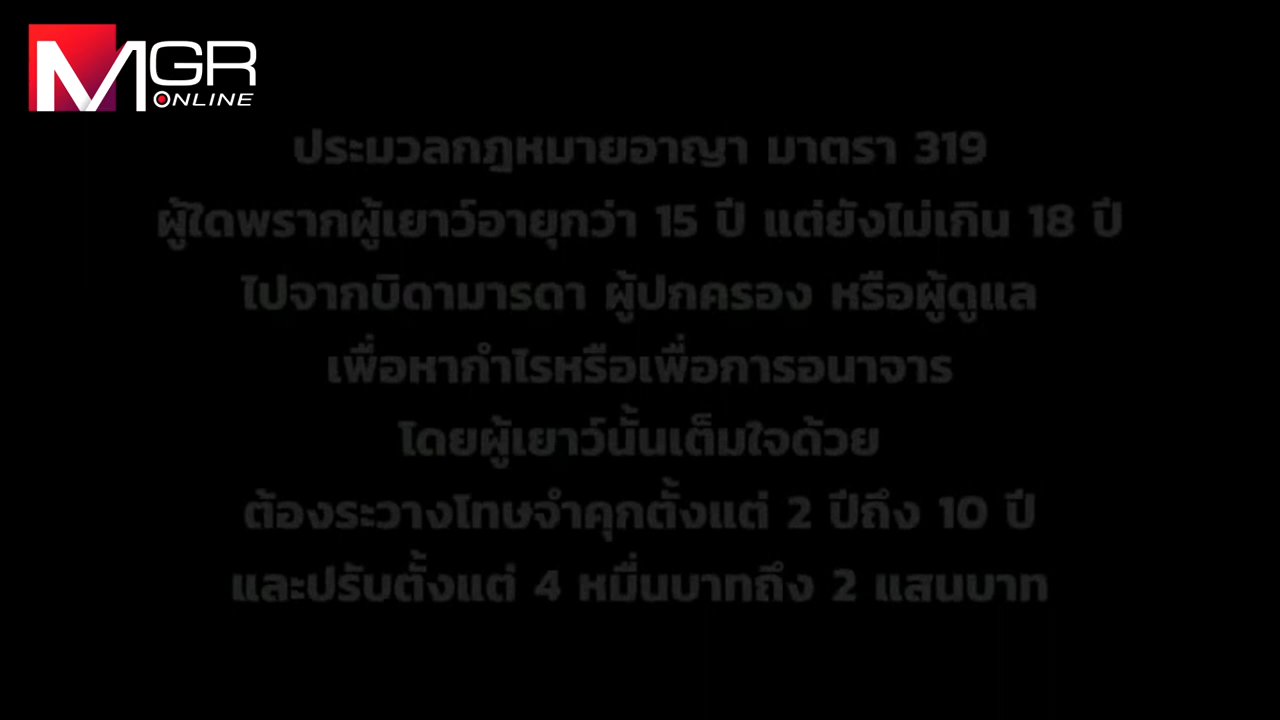 MGR
ONLINE
ประมวลกฎหมายอาญา มาตรา 319
ผู้ใดพรากผู้เยาว์อายุกว่า 15 ปี แต่ยังไม่เกิน 18 ปี
ไปจากบิดามารดา ผู้ปกครอง หรือผู้ดูแล
เพื่อหากำไรหรือเพื่อการอนาจาร
โดยผู้เยาว์นั้นเต็มใจด้วย
ต้องระวางโทษจำคุกตั้งแต่ 2 ปีถึง 10 ปี
และปรับตั้งแต่ 4 หมื่นบาทถึง 2 แสนบาท